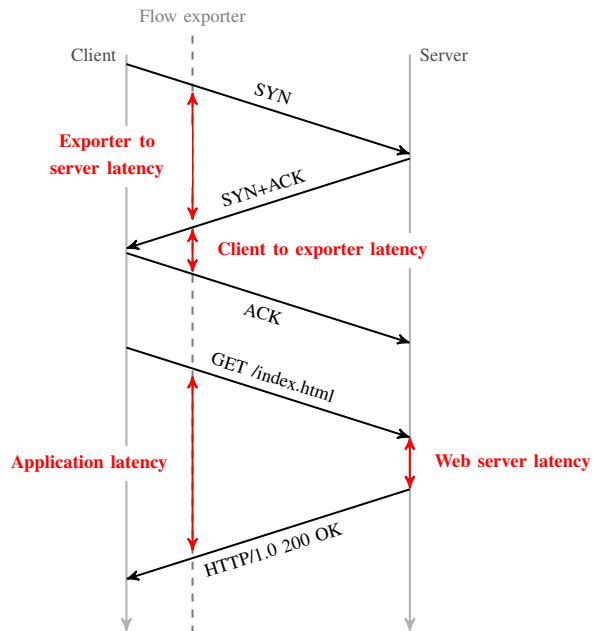 Flow exporter
Client
Server
SYN
Exporter to
server latency
SYN+ACK
Client to exporter latency
ACK
GET /index.html
Application latency
Web server latency
HTTP/1.0 200 OK